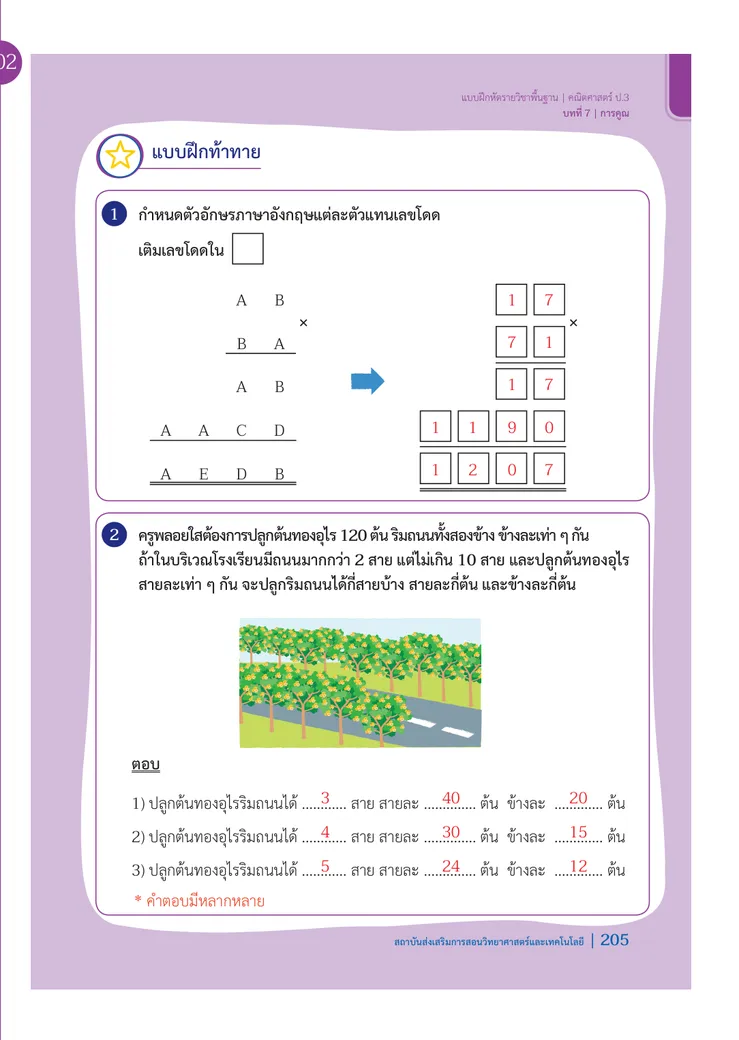 02
แบบฝึกหัดรายวิชาพื้นฐาน | คณิตศาสตร์ ป.3
บทที่ 7 | การคูณ
แบบฝึกท้าทาย
1 กำหนดตัวอักษรภาษาอังกฤษแต่ละตัวแทนเลขโดด
เติมเลขโดดใน
A B
×
B A
A B
A A C D
A E D B
1 7
×
7 1
1 7
1 1 9 0
1 2 0 7
2 ครูพลอยใสต้องการปลูกต้นทองอุไร 120 ต้น ริมถนนทั้งสองข้าง ข้างละเท่า ๆ กัน
ถ้าในบริเวณโรงเรียนมีถนนมากกว่า 2 สาย แต่ไม่เกิน 10 สาย และปลูกต้นทองอุไร
สายละเท่า ๆ กัน จะปลูกริมถนนได้กี่สายบ้าง สายละกี่ต้น และข้างละกี่ต้น
ตอบ
1) ปลูกต้นทองอุไรริมถนนได้ .....3..... สาย สายละ .....40..... ต้น ข้างละ .....20..... ต้น
2) ปลูกต้นทองอุไรริมถนนได้ .....4..... สาย สายละ .....30..... ต้น ข้างละ .....15..... ต้น
3) ปลูกต้นทองอุไรริมถนนได้ .....5..... สาย สายละ .....24..... ต้น ข้างละ .....12..... ต้น
* คำตอบมีหลากหลาย
สถาบันส่งเสริมการสอนวิทยาศาสตร์และเทคโนโลยี | 205